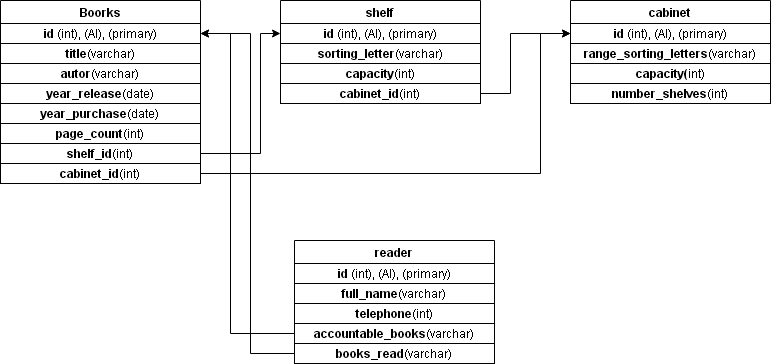 Boorks
id (int), (AI), (primary)
title(varchar)
autor(varchar)
year_release(date)
year_purchase(date)
page_count(int)
shelf_id(int)
cabinet_id(int)
shelf
id (int), (AI), (primary)
sorting_letter(varchar)
capacity(int)
cabinet_id(int)
cabinet
id (int), (AI), (primary)
range_sorting_letters(varchar)
capacity(int)
number_shelves(int)
reader
id (int), (AI), (primary)
full_name(varchar)
telephone(int)
accountable_books(varchar)
books_read(varchar)